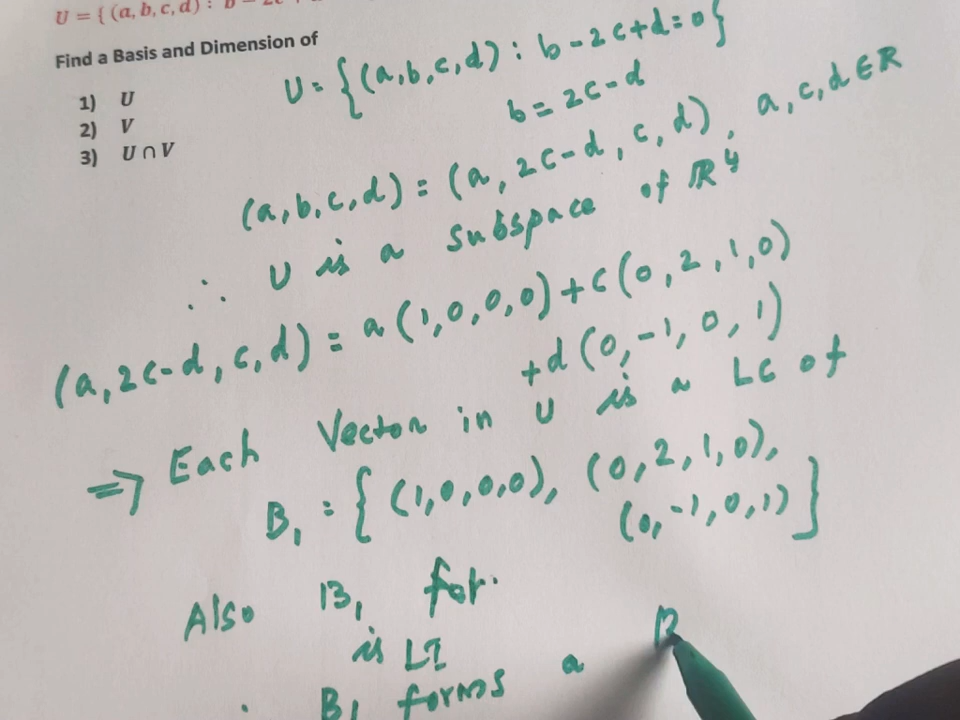 U = { (a, b, c, d) : b − 2c +
Find a Basis and Dimension of
1) U
2) V
3) U ∩ V
U = {(a,b,c,d) : b-2c+d=0}
b = 2c-d
(a,b,c,d) = (a, 2c-d, c, d), a,c,d ∈ R
∴ U is a subspace of ℝ⁴
(a, 2c-d, c, d) = a(1,0,0,0)+c(0,2,1,0)
+d(0,-1,0,1)
⇒ Each Vector in U is a LC of
B₁ = {(1,0,0,0), (0,2,1,0),
(0,-1,0,1)}
Also B₁ for.
is LI
∴ B₁ forms a B